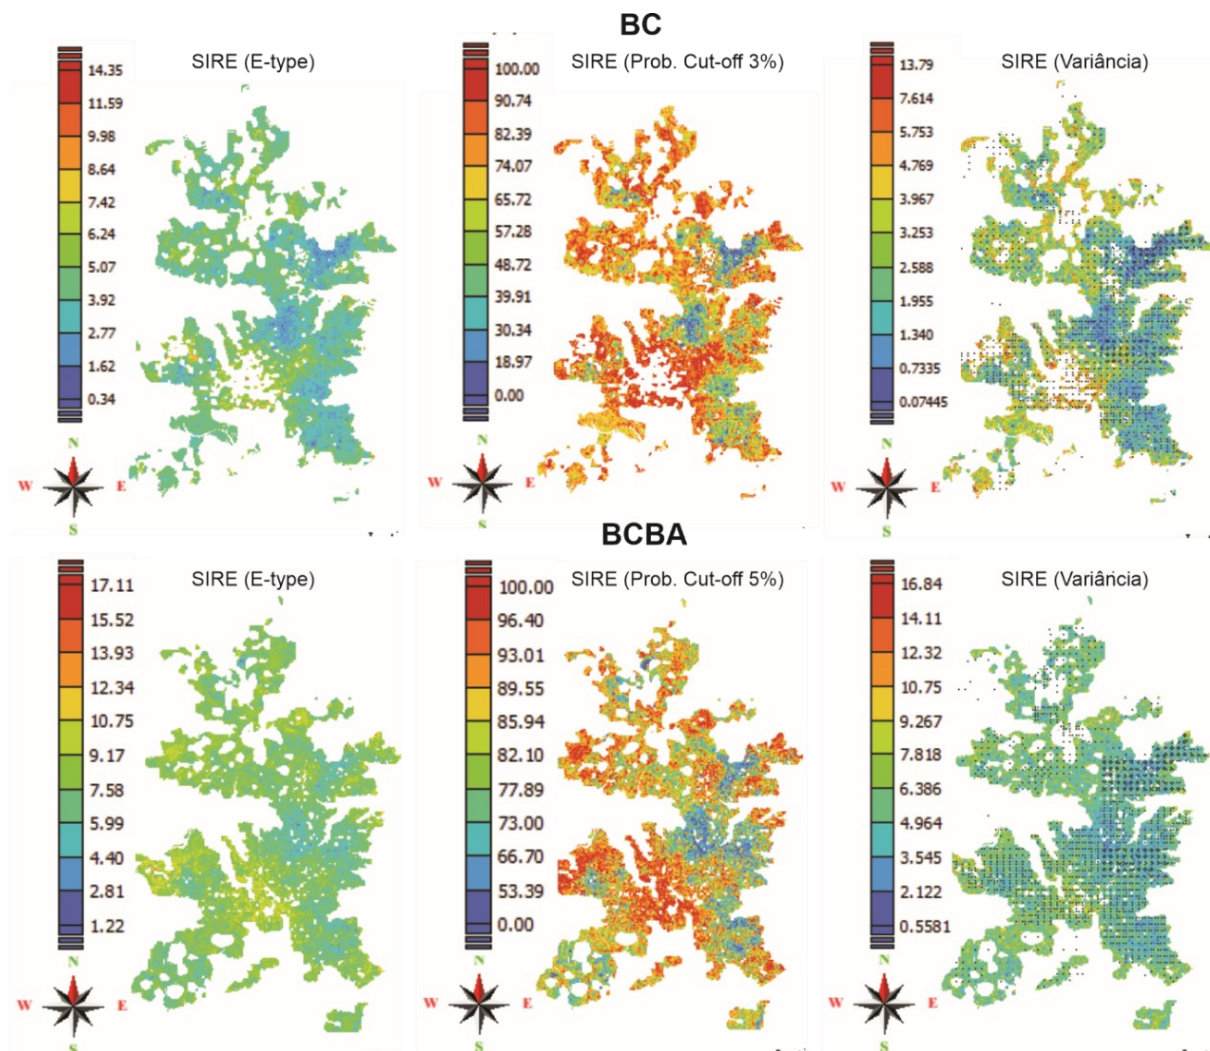 BC
SIRE (E-type)
14.35
11.59
9.98
8.64
7.42
6.24
5.07
3.92
2.77
1.62
0.34
N
W
E
S
SIRE (Prob. Cut-off 3%)
100.00
90.74
82.39
74.07
65.72
57.28
48.72
39.91
30.34
18.97
0.00
N
W
E
S
SIRE (Variância)
13.79
7.614
5.753
4.769
3.967
3.253
2.588
1.955
1.340
0.7335
0.07445
N
W
E
S
BCBA
SIRE (E-type)
17.11
15.52
13.93
12.34
10.75
9.17
7.58
5.99
4.40
2.81
1.22
N
W
E
S
SIRE (Prob. Cut-off 5%)
100.00
96.40
93.01
89.55
85.94
82.10
77.89
73.00
66.70
53.39
0.00
N
W
E
S
SIRE (Variância)
16.84
14.11
12.32
10.75
9.267
7.818
6.386
4.964
3.545
2.122
0.5581
N
W
E
S